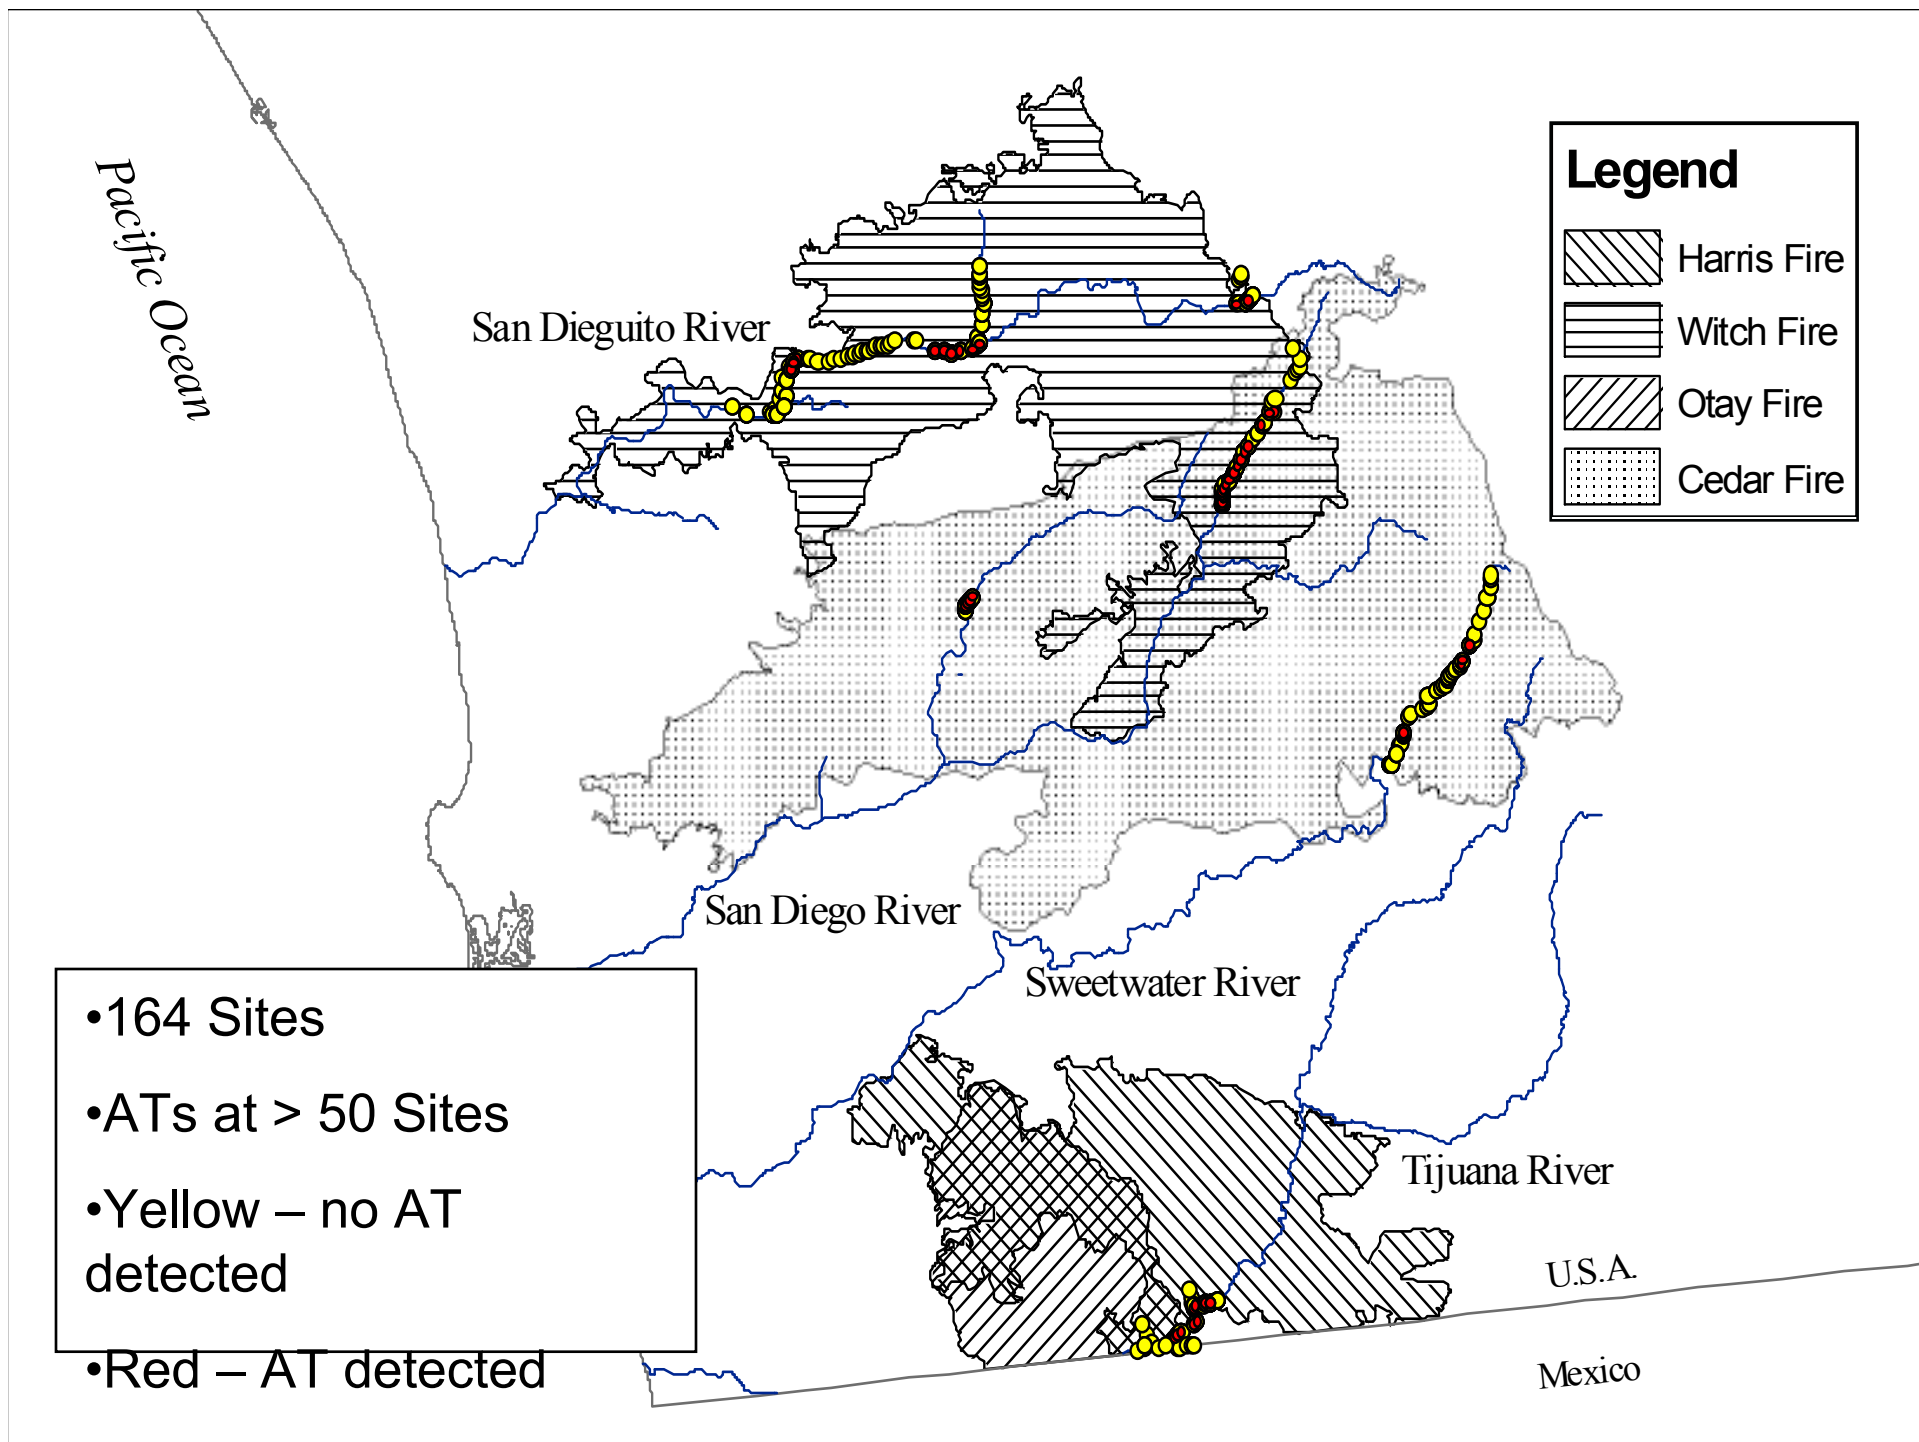 Pacific Ocean
San Dieguito River
Legend
Harris Fire
Witch Fire
Otay Fire
Cedar Fire
San Diego River
Sweetwater River
Tijuana River
U.S.A.
Mexico
•164 Sites
•ATs at > 50 Sites
•Yellow – no AT
detected
•Red – AT detected